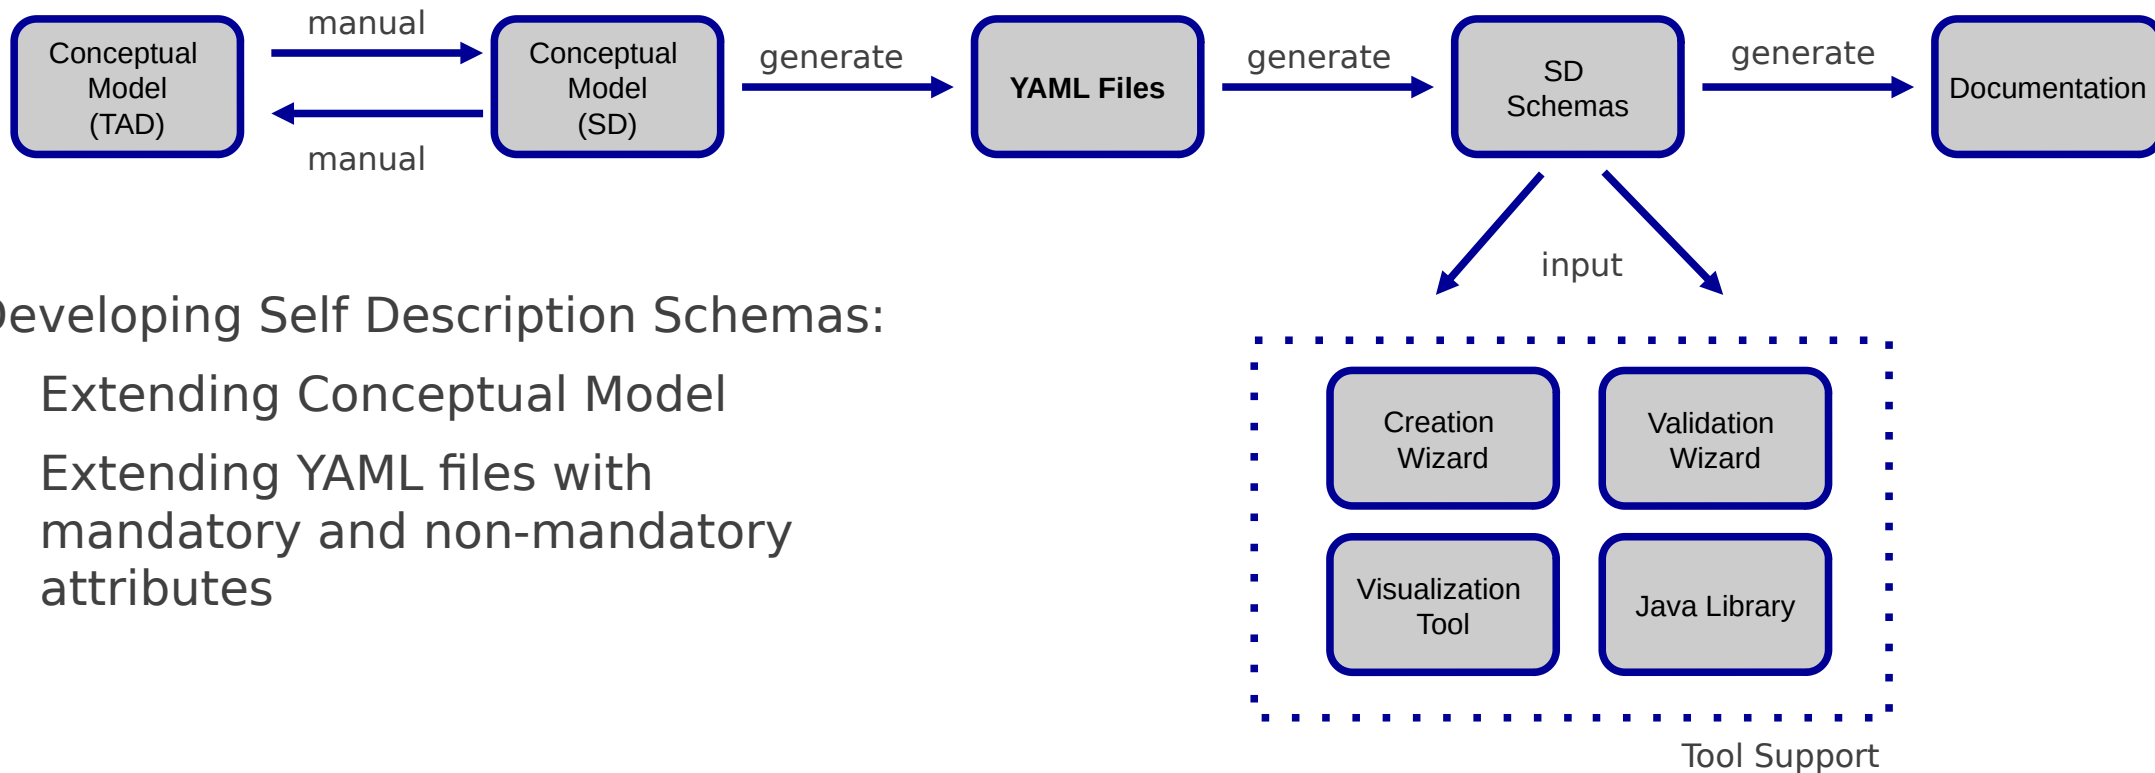 manual
Conceptual
Model
(TAD)
manual
Conceptual
Model
(SD)
generate
YAML Files
generate
SD
Schemas
generate
Documentation
input
Developing Self Description Schemas:
Extending Conceptual Model
Extending YAML files with
mandatory and non-mandatory
attributes
Creation
Wizard
Validation
Wizard
Visualization
Tool
Java Library
Tool Support